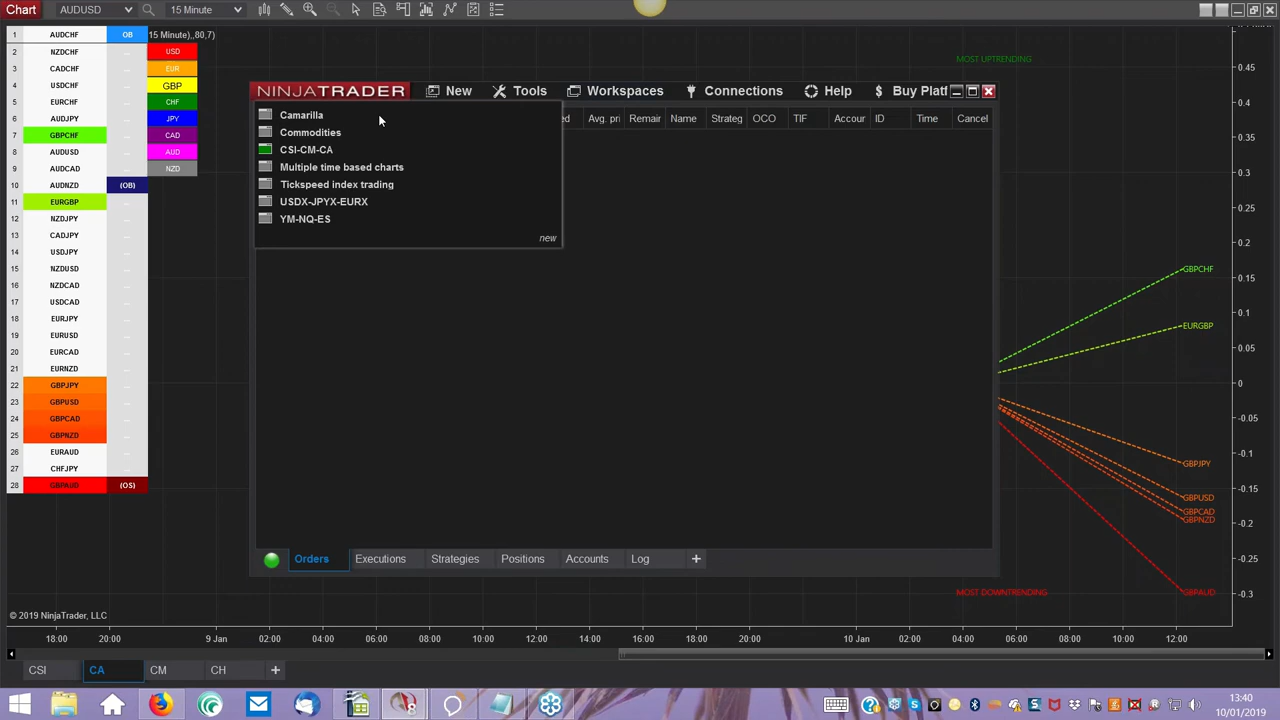 Chart AUDUSD 15 Minute
1 AUDCHF OB 15 Minute),,80,7)
2 NZDCHF ... USD
3 CADCHF ... EUR
4 USDCHF ... GBP
5 EURCHF ... CHF
6 AUDJPY ... JPY
7 GBPCHF ... CAD
8 AUDUSD ... AUD
9 AUDCAD ... NZD
10 AUDNZD (OB)
11 EURGBP ...
12 NZDJPY ...
13 CADJPY ...
14 USDJPY ...
15 NZDUSD ...
16 NZDCAD ...
17 USDCAD ...
18 EURJPY ...
19 EURUSD ...
20 EURCAD ...
21 EURNZD ...
22 GBPJPY ...
23 GBPUSD ...
24 GBPCAD ...
25 GBPNZD ...
26 EURAUD ...
27 CHFJPY ...
28 GBPAUD (OS)
NINJATRADER New Tools Workspaces Connections Help $ Buy Platf
ed Avg. pri Remair Name Strateg OCO TIF Accour ID Time Cancel
Camarilla
Commodities
CSI-CM-CA
Multiple time based charts
Tickspeed index trading
USDX-JPYX-EURX
YM-NQ-ES
new
Orders Executions Strategies Positions Accounts Log +
MOST UPTRENDING
GBPCHF
EURGBP
GBPJPY
GBPUSD
GBPCAD
GBPNZD
MOST DOWNTRENDING GBPAUD
0.45
0.4
0.35
0.3
0.25
0.2
0.15
0.1
0.05
0
-0.05
-0.1
-0.15
-0.2
-0.25
-0.3
© 2019 NinjaTrader, LLC
18:00 20:00 9 Jan 02:00 04:00 06:00 08:00 10:00 12:00 14:00 16:00 18:00 20:00 10 Jan 02:00 04:00 06:00 08:00 10:00 12:00
CSI CA CM CH +
13:40
10/01/2019